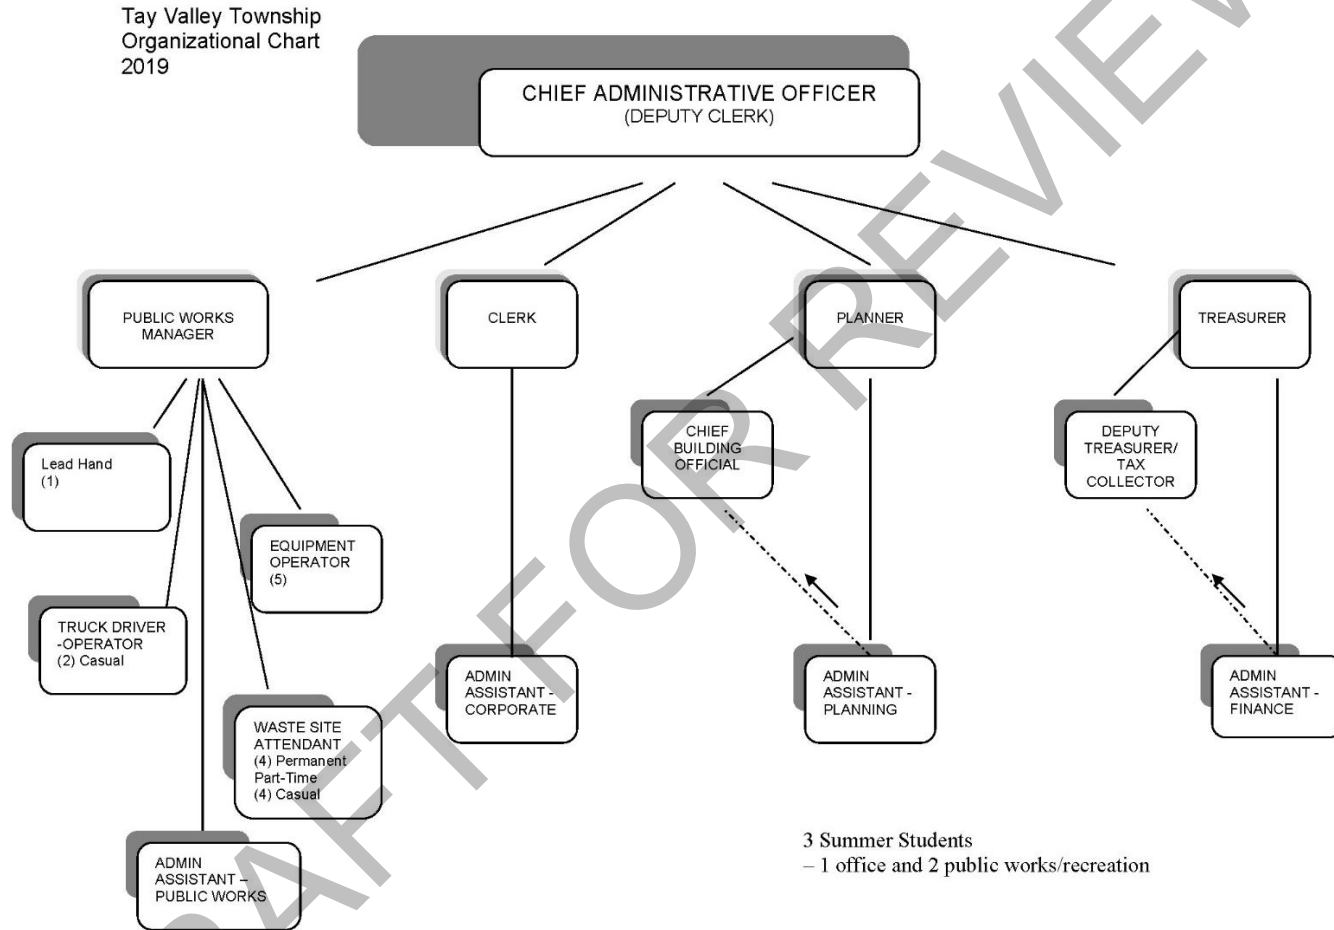 Tay Valley Township
Organizational Chart
2019
CHIEF ADMINISTRATIVE OFFICER
(DEPUTY CLERK)
PUBLIC WORKS
MANAGER
CLERK
PLANNER
TREASURER
Lead Hand
(1)
EQUIPMENT
OPERATOR
(5)
CHIEF
BUILDING
OFFICIAL
DEPUTY
TREASURER/
TAX
COLLECTOR
TRUCK DRIVER
-OPERATOR
(2) Casual
WASTE SITE
ATTENDANT
(4) Permanent
Part-Time
(4) Casual
ADMIN
ASSISTANT –
PUBLIC WORKS
ADMIN
ASSISTANT -
CORPORATE
ADMIN
ASSISTANT -
PLANNING
ADMIN
ASSISTANT -
FINANCE
3 Summer Students
– 1 office and 2 public works/recreation
RAFT FOR REVIE